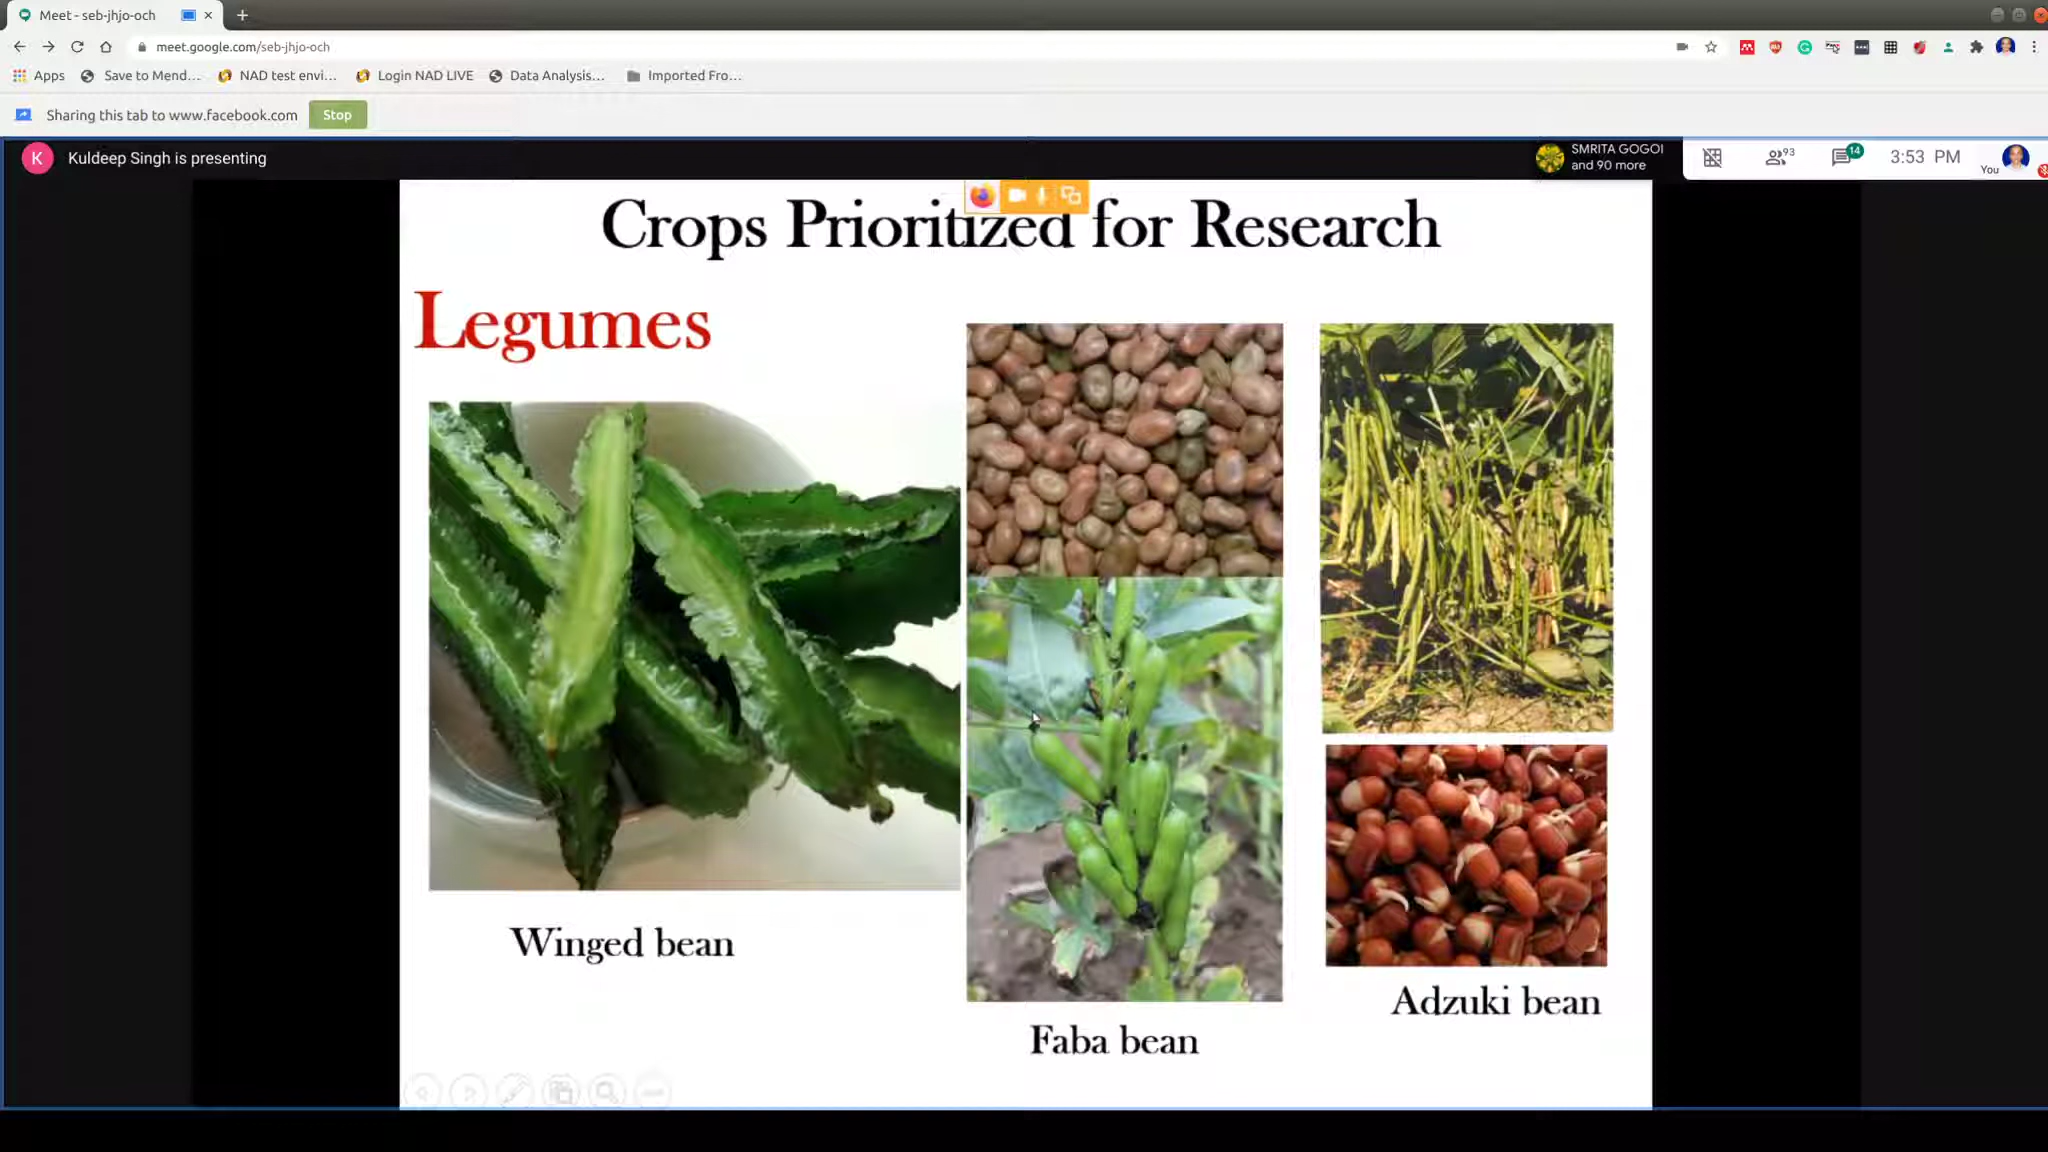 Meet - seb-jhjo-och
meet.google.com/seb-jhjo-och
Apps
Save to Mend...
NAD test envi...
Login NAD LIVE
Data Analysis...
Imported Fro...
Sharing this tab to www.facebook.com
Stop
K
Kuldeep Singh is presenting
SMRITA GOGOI
and 90 more
93
14
3:53 PM
You
Crops Prioritized for Research
Legumes
Winged bean
Faba bean
Adzuki bean